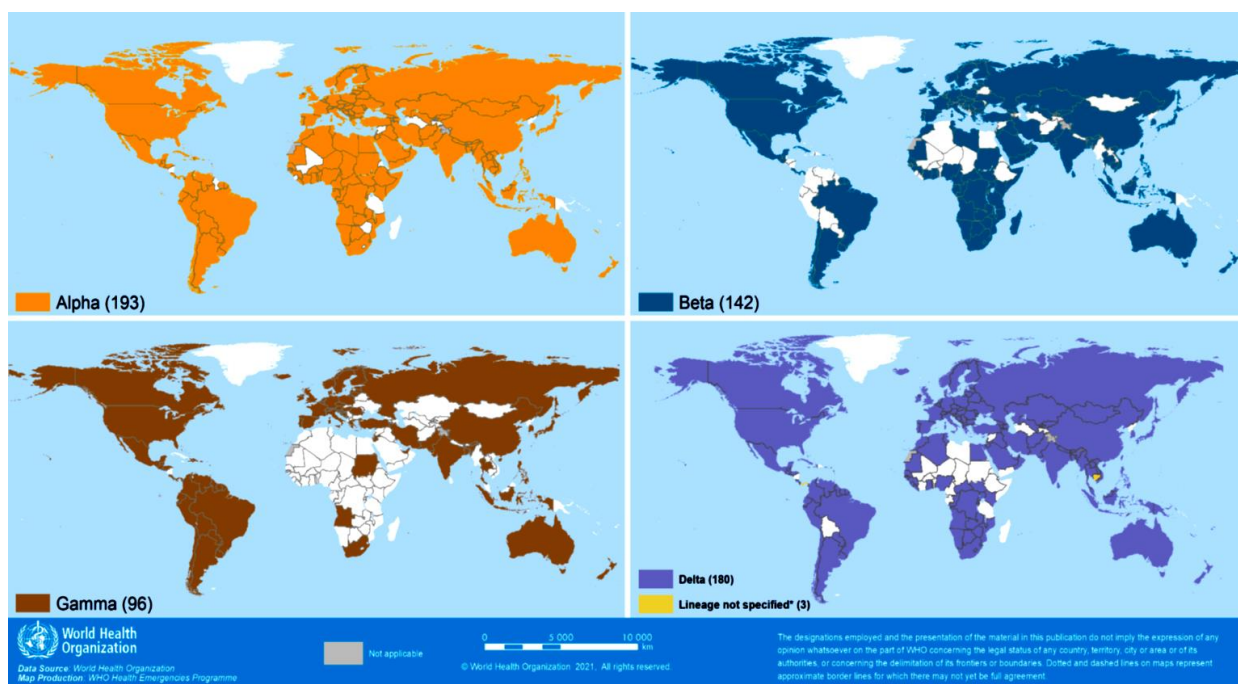 Alpha (193)
Beta (142)
Gamma (96)
Delta (180)
Lineage not specified* (3)
World Health
Organization
Data Source: World Health Organization
Map Production: WHO Health Emergencies Programme
Not applicable
0 5 000 10 000
km
© World Health Organization 2021. All rights reserved
The designations employed and the presentation of the material in this publication do not imply the expression of any
opinion whatsoever on the part of WHO concerning the legal status of any country, territory, city or area or of its
authorities, or concerning the delimitation of its frontiers or boundaries. Dotted and dashed lines on maps represent
approximate border lines for which there may not yet be full agreement.